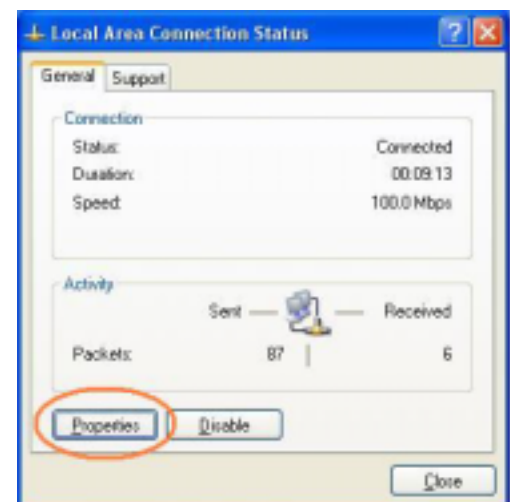 Local Area Connection Status
General Support
Connection
Status: Connected
Duration: 00:09:13
Speed: 100.0 Mbps
Activity
Sent — — Received
Packets: 87 | 6
Properties Disable
Close